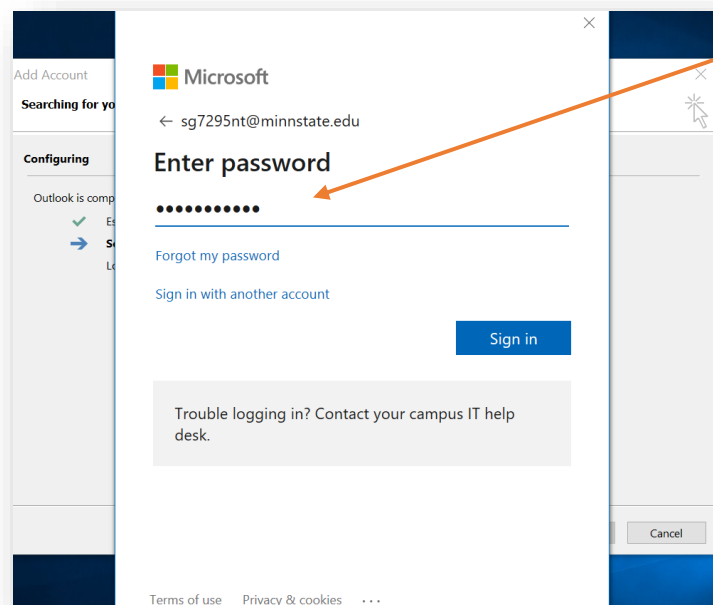 Add Account
Microsoft
Searching for yo
← sg7295nt@minnstate.edu
Configuring
Enter password
Outlook is comp
•••••••••••
Es
Se
Lo
Forgot my password
Sign in with another account
Sign in
Trouble logging in? Contact your campus IT help
desk.
Cancel
Terms of use Privacy & cookies ...